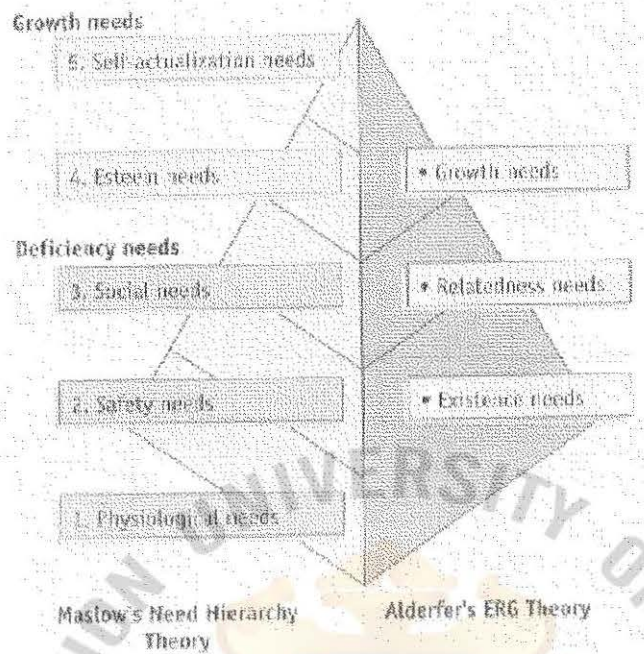 Growth needs
5. Self-actualization needs
4. Esteem needs
• Growth needs
Deficiency needs
3. Social needs
• Relatedness needs
2. Safety needs
• Existence needs
1. Physiological needs
Maslow's Need Hierarchy
Theory
Alderfer's ERG Theory
UNIVERSITY